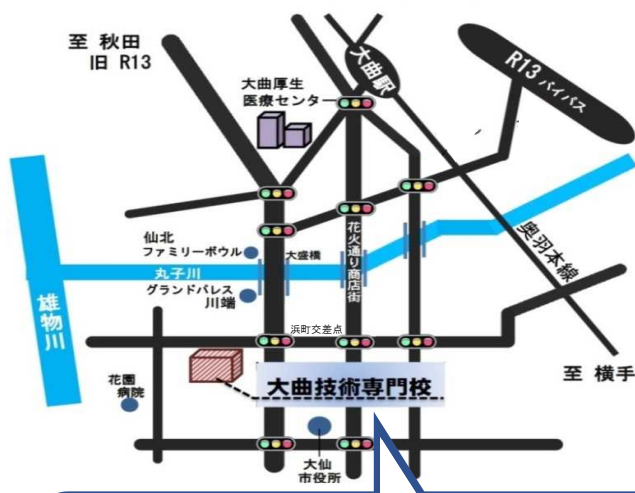 至 秋田
旧 R13
大曲厚生
医療センター
大曲駅
R13 バイパス
仙北
ファミリーボウル
大盛橋
花火通り商店街
丸子川
グランドパレス
川端
雄物川
奥羽本線
浜町交差点
至 横手
花園
病院
大曲技術専門校
大仙
市役所